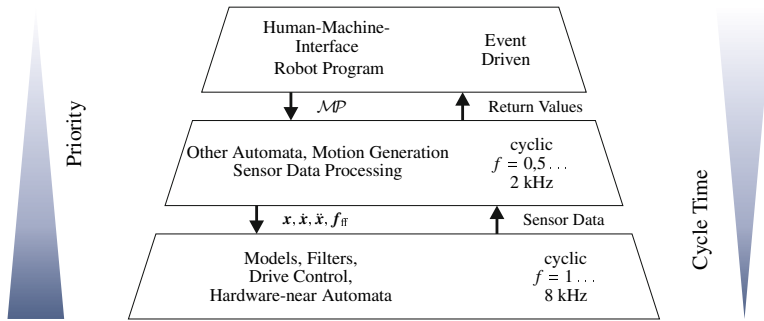 Human-Machine-
Interface
Robot Program
Event
Driven
MP
Return Values
Priority
Other Automata, Motion Generation
Sensor Data Processing
cyclic
f = 0,5...
2 kHz
x, ẋ, ẍ, f_ff
Sensor Data
Cycle Time
Models, Filters,
Drive Control,
Hardware-near Automata
cyclic
f = 1...
8 kHz